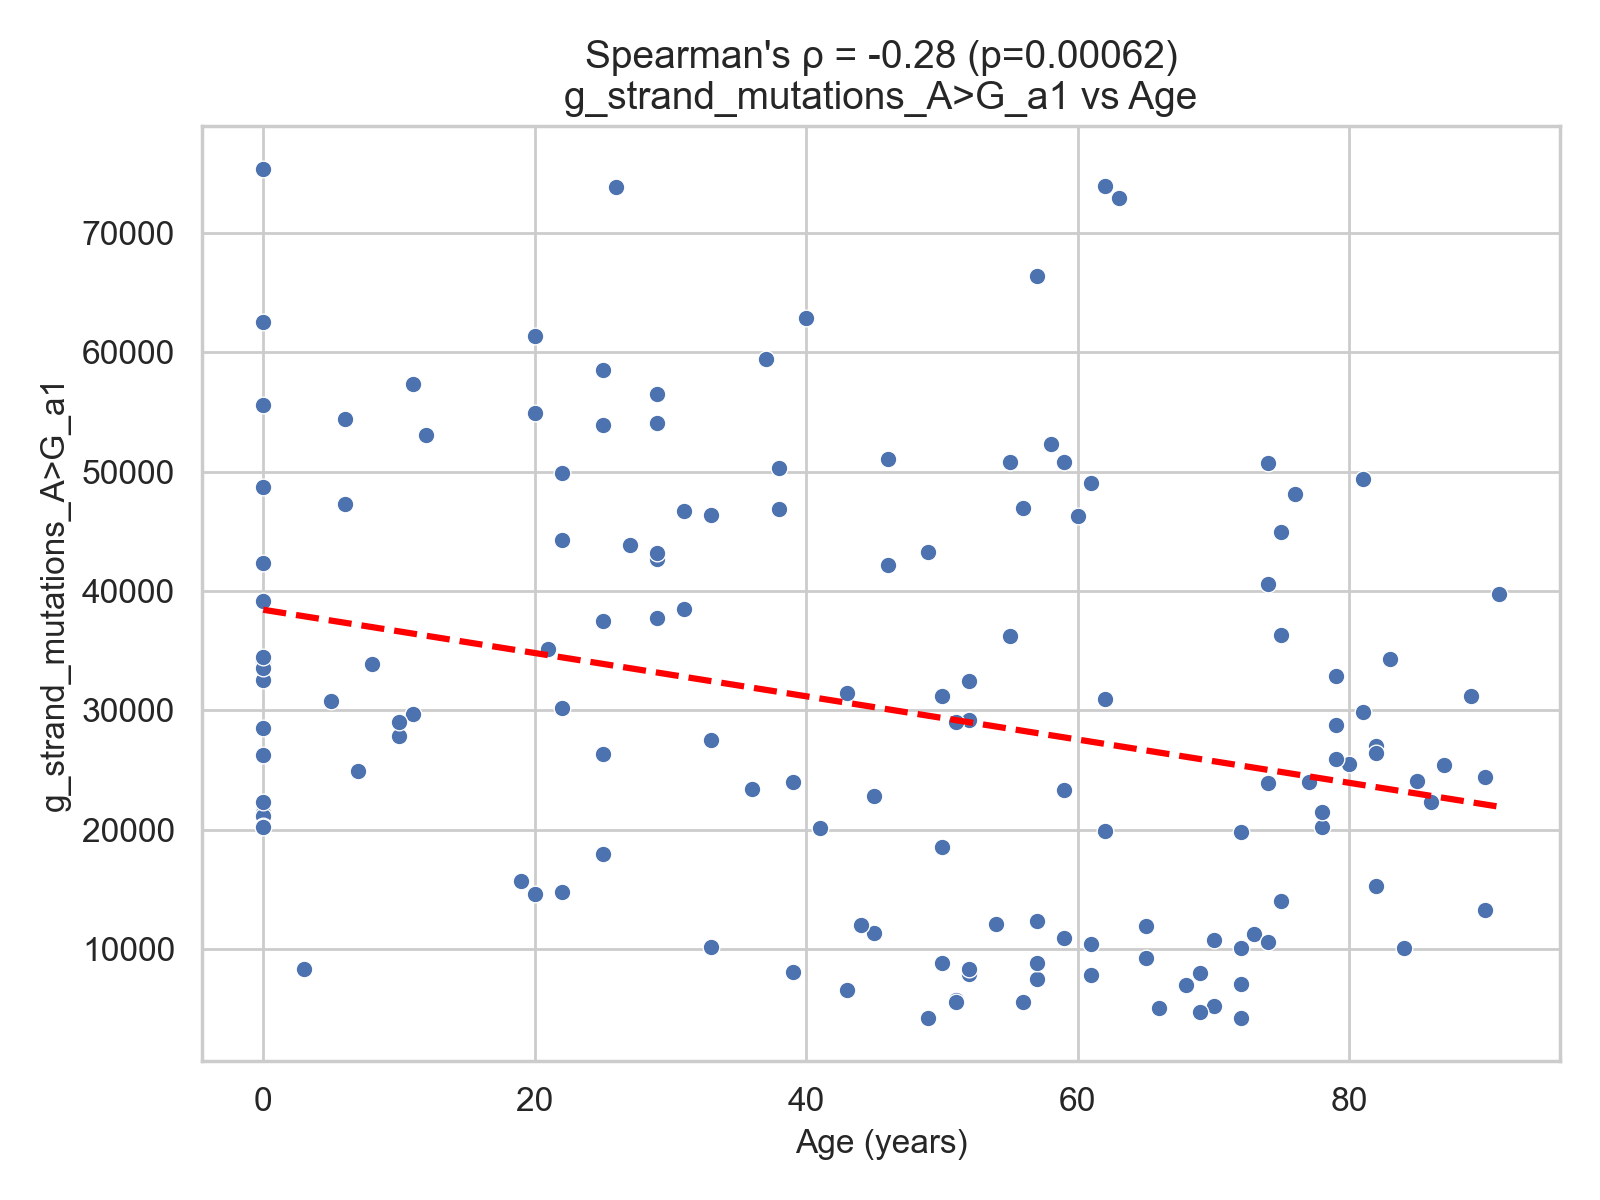 Spearman's ρ = -0.28 (p=0.00062)
g_strand_mutations_A>G_a1 vs Age
g_strand_mutations_A>G_a1
70000
60000
50000
40000
30000
20000
10000
0 20 40 60 80
Age (years)